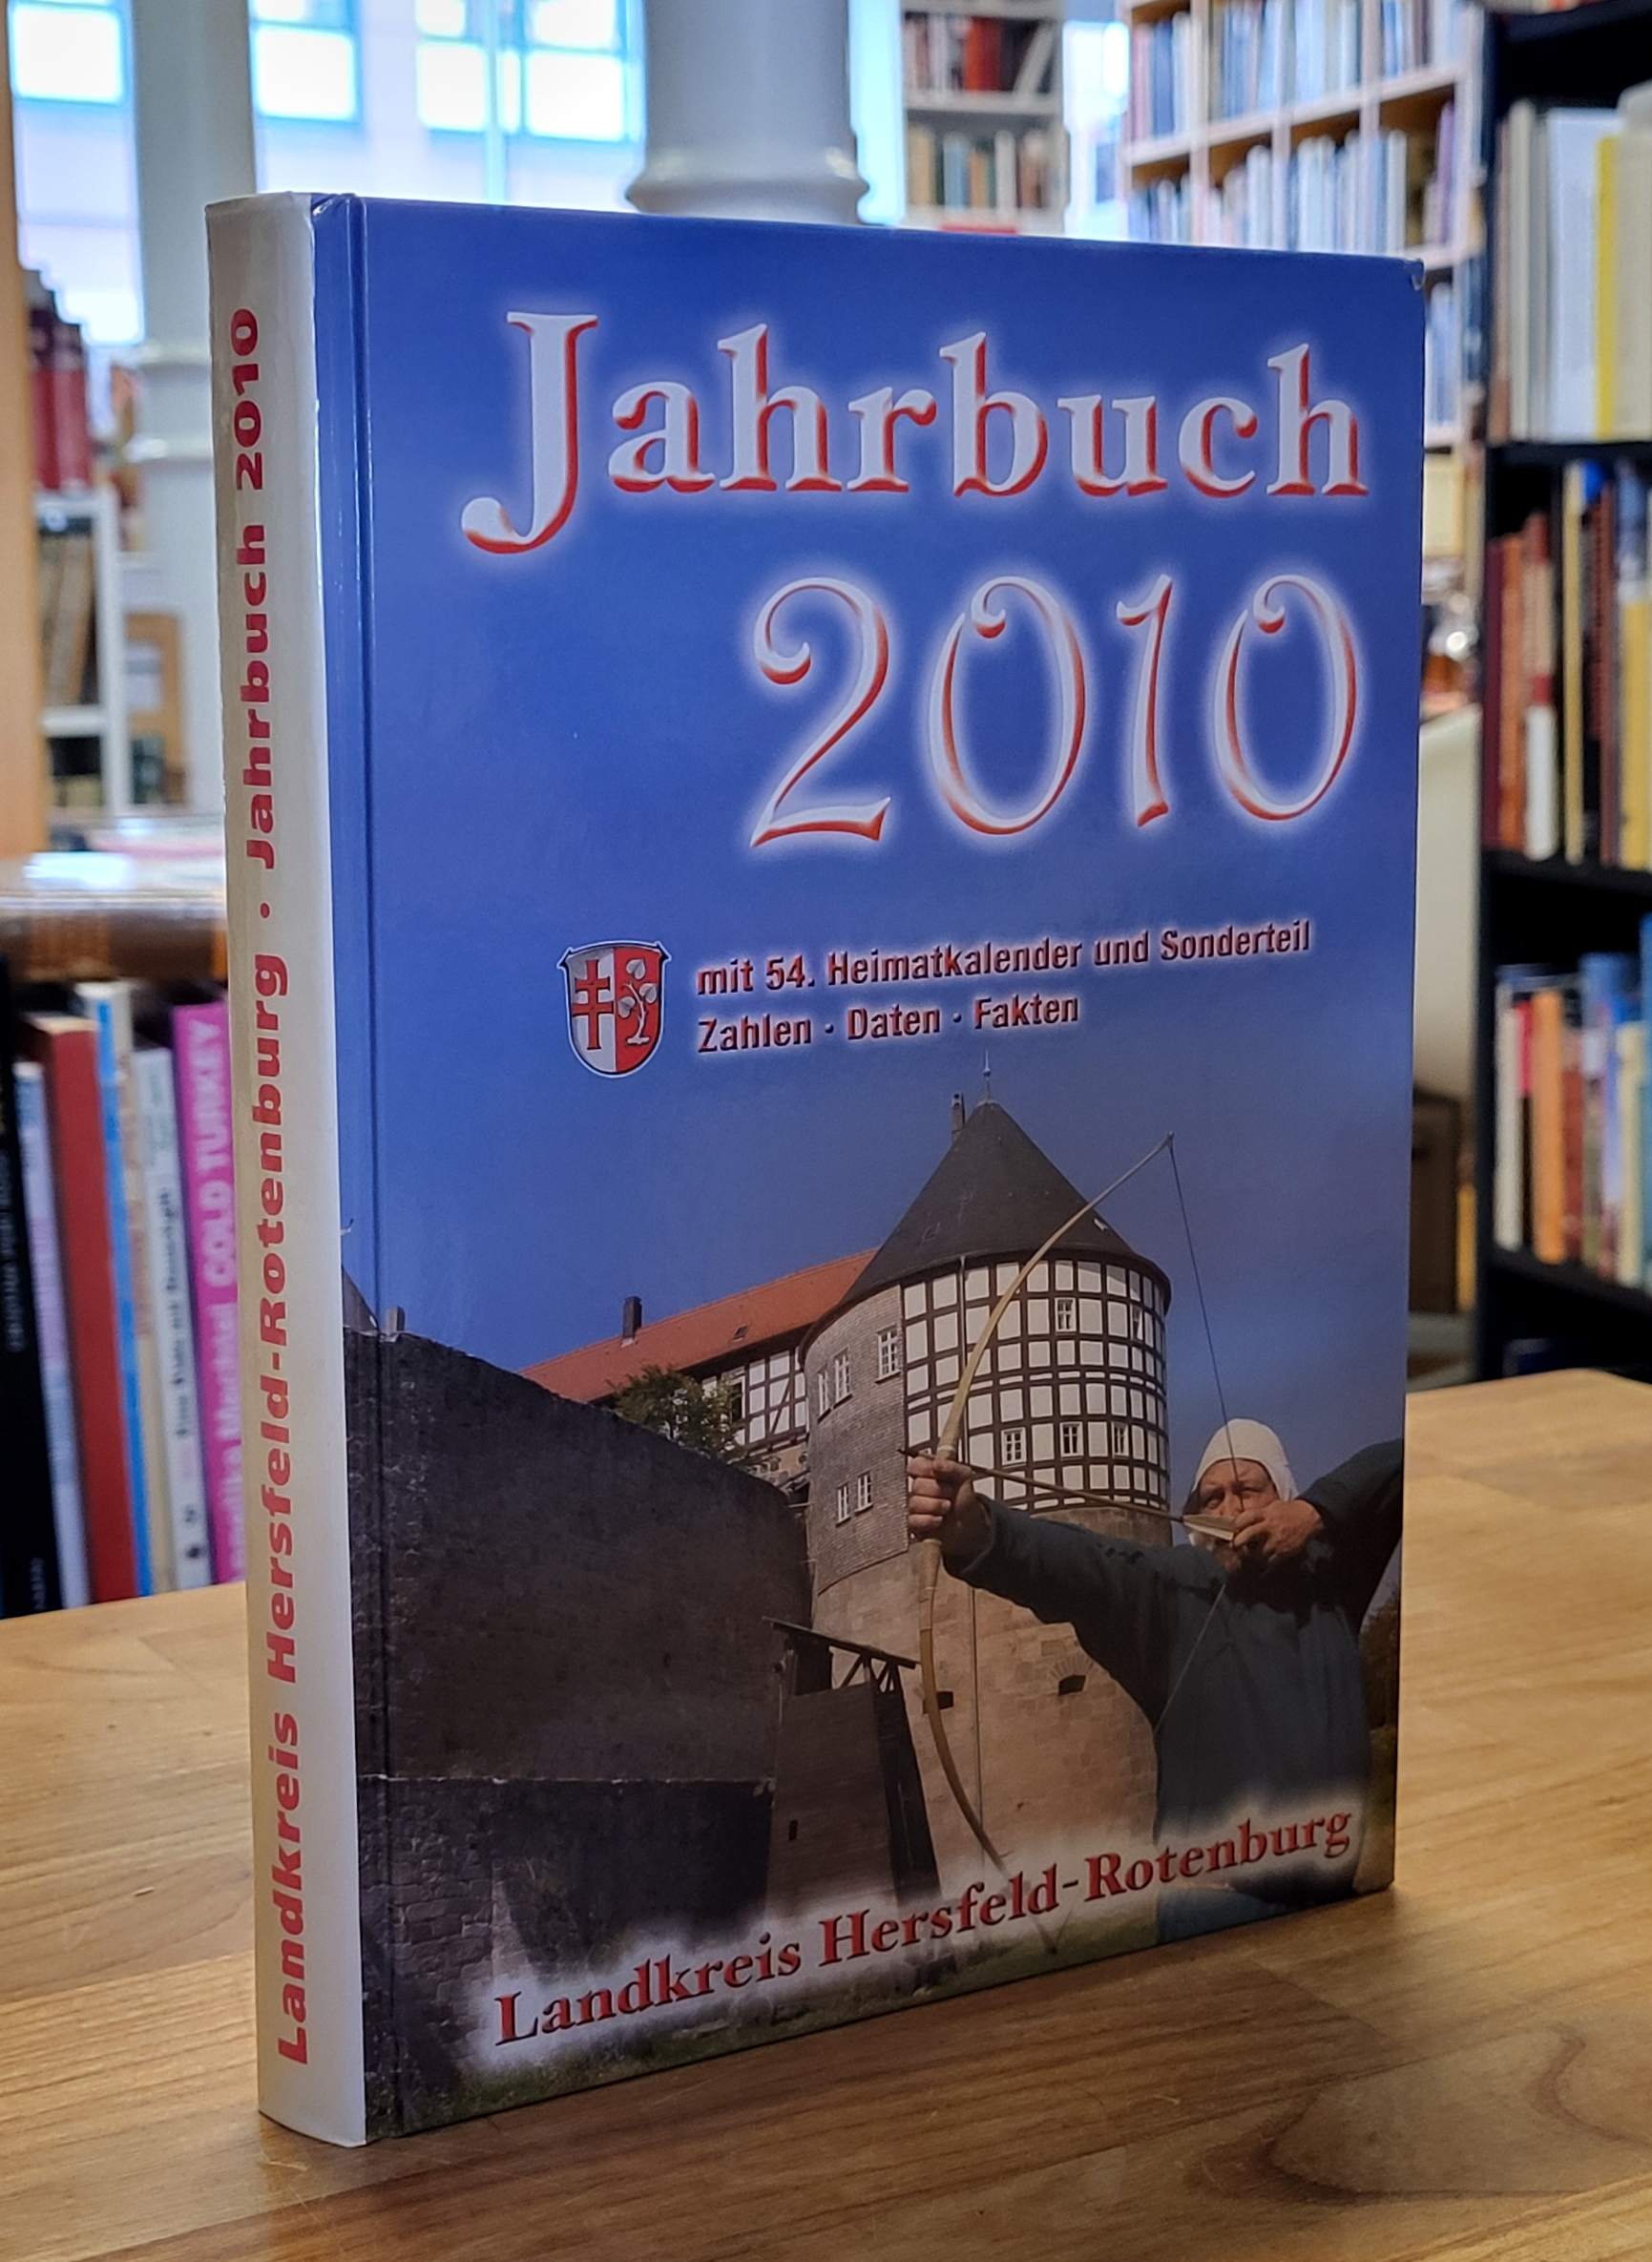 Jahrbuch
2010
mit 54. Heimatkalender und Sonderteil
Zahlen · Daten · Fakten
Landkreis Hersfeld-Rotenburg
Landkreis Hersfeld-Rotenburg · Jahrbuch 2010
COLD TURKEY